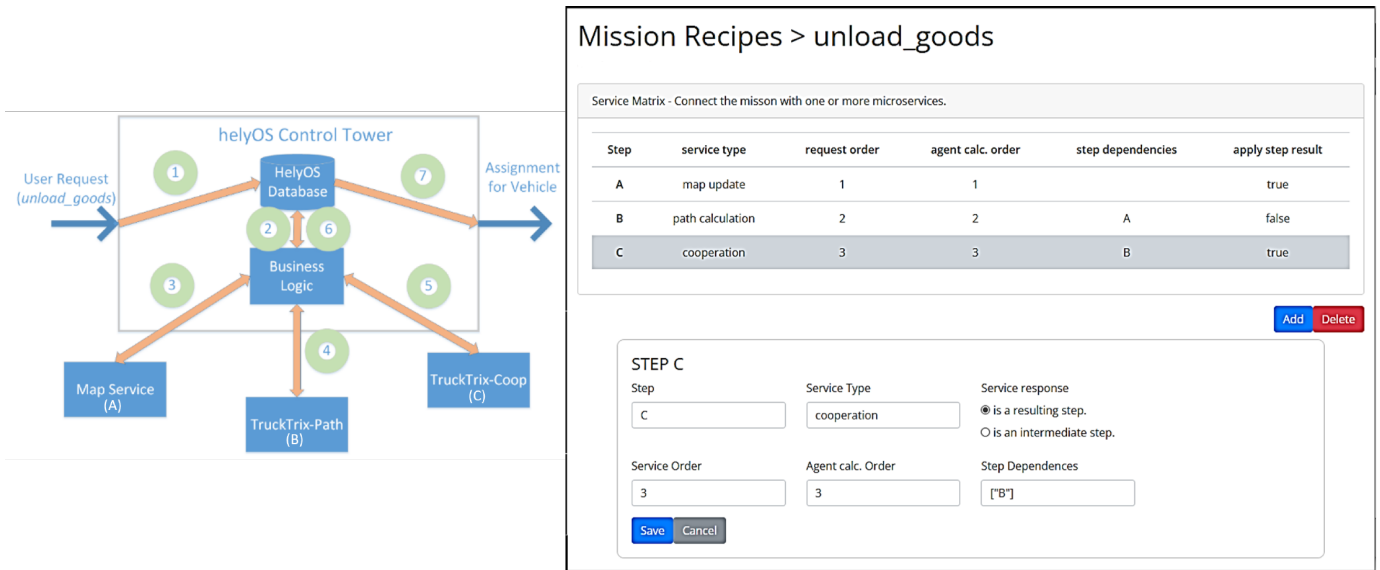 helyOS Control Tower
User Request
(unload_goods)
1
HelyOS
Database
7
Assignment
for Vehicle
2
6
Business
Logic
3
5
4
Map Service
(A)
TruckTrix-Path
(B)
TruckTrix-Coop
(C)
Mission Recipes > unload_goods
Service Matrix - Connect the misson with one or more microservices.
Step service type request order agent calc. order step dependencies apply step result
A map update 1 1 true
B path calculation 2 2 A false
C cooperation 3 3 B true
Add Delete
STEP C
Step Service Type Service response
C cooperation is a resulting step.
is an intermediate step.
Service Order Agent calc. Order Step Dependences
3 3 ["B"]
Save Cancel